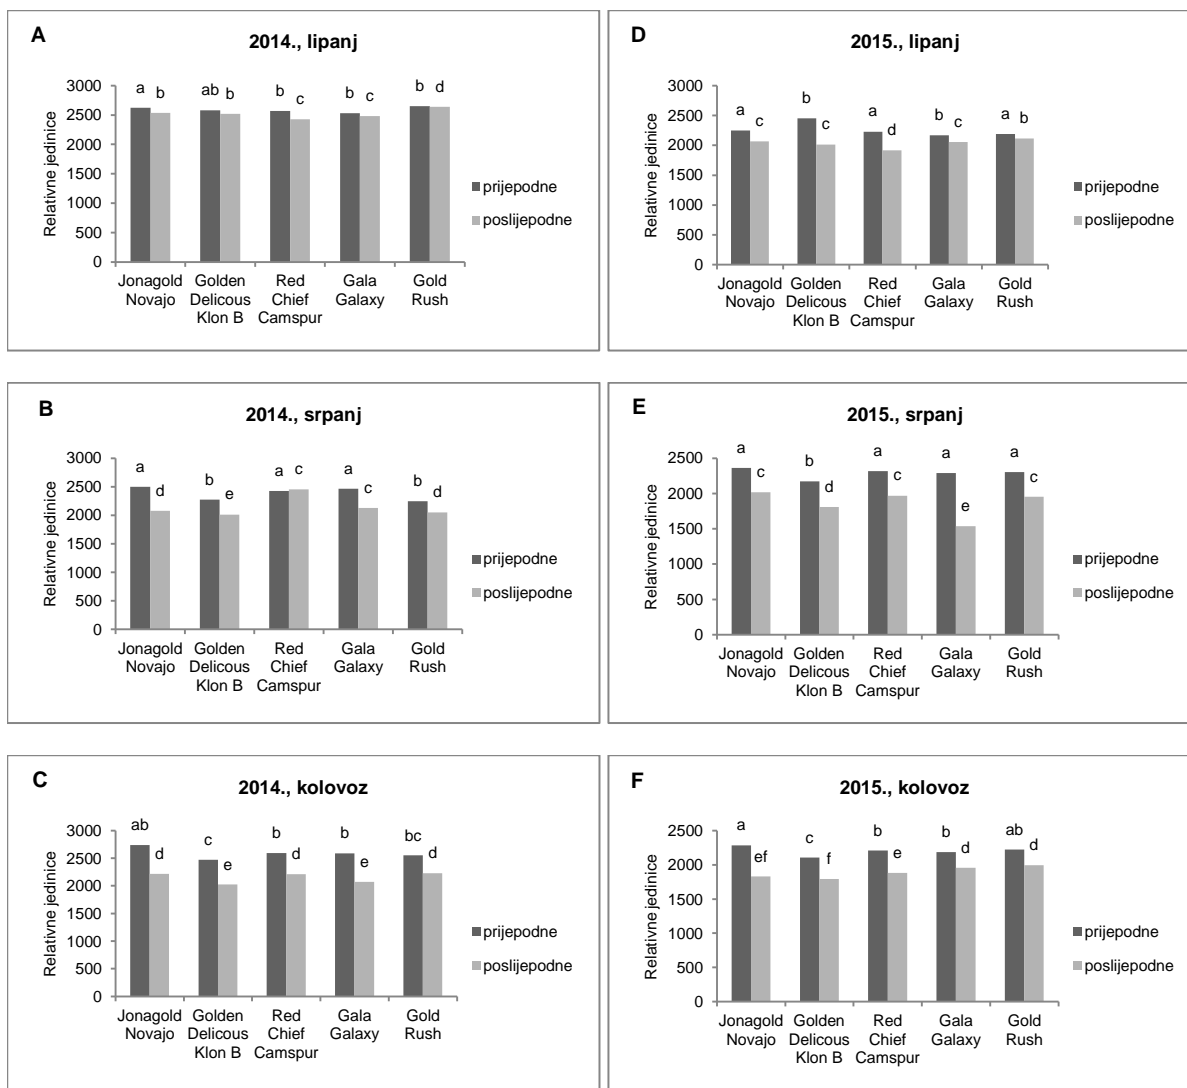 A
2014., lipanj
a b ab b b c b c b d
3000
2500
2000
1500
1000
500
0
Relativne jedinice
Jonagold Golden Red Gala Gold
Novajo Delicous Chief Galaxy Rush
Klon B Camspur
prijepodne
poslijepodne
D
2015., lipanj
a c b c a d b c a b
3000
2500
2000
1500
1000
500
0
Relativne jedinice
Jonagold Golden Red Gala Gold
Novajo Delicous Chief Galaxy Rush
Klon B Camspur
prijepodne
poslijepodne
B
2014., srpanj
a d b e a c a c b d
3000
2500
2000
1500
1000
500
0
Relativne jedinice
Jonagold Golden Red Gala Gold
Novajo Delicous Chief Galaxy Rush
Klon B Camspur
prijepodne
poslijepodne
E
2015., srpanj
a c b d a c a e a c
2500
2000
1500
1000
500
0
Relativne jedinice
Jonagold Golden Red Gala Gold
Novajo Delicous Chief Galaxy Rush
Klon B Camspur
prijepodne
poslijepodne
C
2014., kolovoz
ab d c e b d b e bc d
3000
2500
2000
1500
1000
500
0
Relativne jedinice
Jonagold Golden Red Gala Gold
Novajo Delicous Chief Galaxy Rush
Klon B Camspur
prijepodne
poslijepodne
F
2015., kolovoz
a ef c f b e b d ab d
2500
2000
1500
1000
500
0
Relativne jedinice
Jonagold Golden Red Gala Gold
Novajo Delicous Chief Galaxy Rush
Klon B Camspur
prijepodne
poslijepodne